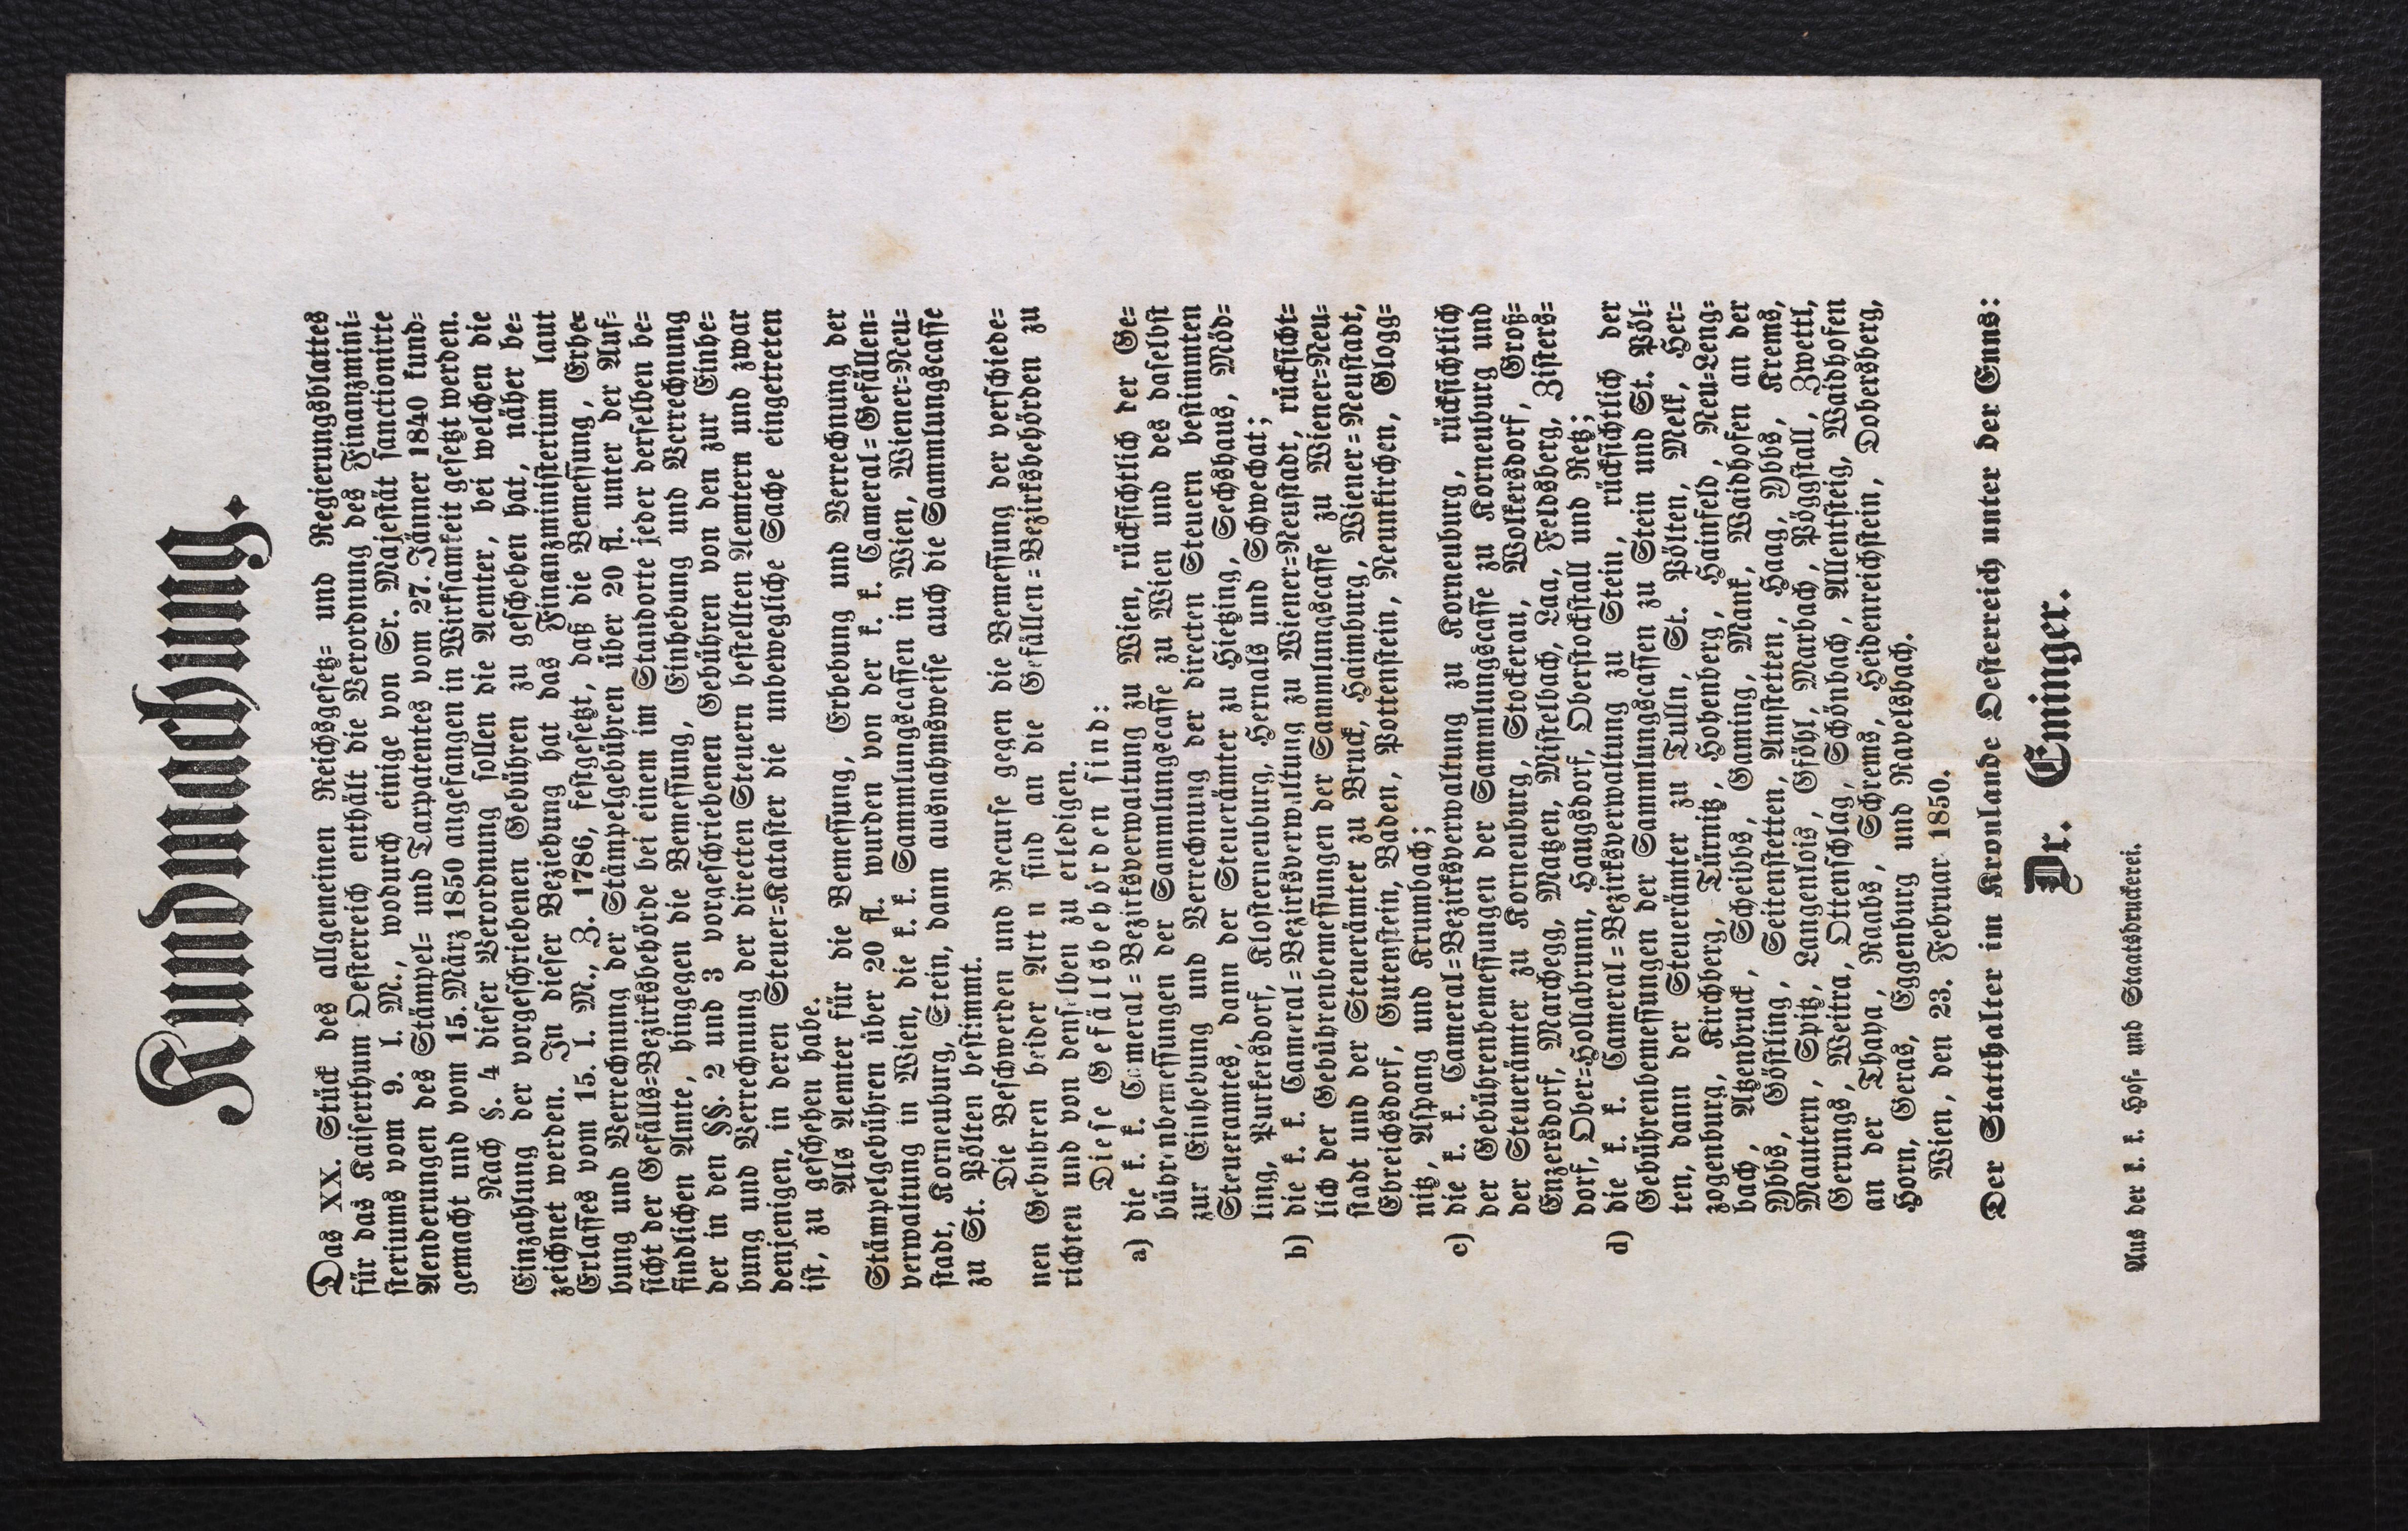 Kundmachung.
Das XX. Stück des allgemeinen Reichsgesetz= und Regierungsblattes
für das Kaiserthum Oesterreich enthält die Verordnung des Finanzmini=
steriums vom 9. l. M., wodurch einige von Sr. Majestät sanctionirte
Aenderungen des Stämpel= und Taxpatentes vom 27. Jänner 1840 kund=
gemacht und vom 15. März 1850 angefangen in Wirksamkeit gesetzt werden.
Nach §. 4 dieser Verordnung sollen die Aemter, bei welchen die
Einzahlung der vorgeschriebenen Gebühren zu geschehen hat, näher be=
zeichnet werden. In dieser Beziehung hat das Finanzministerium laut
Erlasses vom 15. l. M., Z. 1786, festgesetzt, daß die Bemessung, Erhe=
bung und Verrechnung der Stämpelgebühren über 20 fl. unter der Auf=
sicht der Gefälls=Bezirksbehörde bei einem im Standorte jeder derselben be=
findlichen Amte, hingegen die Bemessung, Einhebung und Verrechnung
der in den §§. 2 und 3 vorgeschriebenen Gebühren von den zur Einhe=
bung und Verrechnung der directen Steuern bestellten Aemtern und zwar
denjenigen, in deren Steuer=Kataster die unbewegliche Sache eingetreten
ist, zu geschehen habe.
Als Aemter für die Bemessung, Erhebung und Verrechnung der
Stämpelgebühren über 20 fl. wurden von der k. k. Cameral=Gefällen=
verwaltung in Wien, die k. k. Sammlungscassen in Wien, Wiener=Neu=
stadt, Korneuburg, Stein, dann ausnahmsweise auch die Sammlungscasse
zu St. Pölten bestimmt.
Die Beschwerden und Recurse gegen die Bemessung der verschiede=
nen Gebühren beider Art n sind an die Gefällen=Bezirksbehörden zu
richten und von denselben zu erledigen.
Diese Gefällsbehörden sind:
a) die k. k. Cameral=Bezirksverwaltung zu Wien, rücksichtlich der Ge=
bührenbemessungen der Sammlungscasse zu Wien und des daselbst
zur Einhebung und Verrechnung der directen Steuern bestimmten
Steueramtes, dann der Steuerämter zu Hietzing, Sechshaus, Möd=
ling, Purkersdorf, Klosterneuburg, Hernals und Schwechat;
b) die k. k. Cameral=Bezirksverwaltung zu Wiener=Neustadt, rücksicht=
lich der Gebührenbemessungen der Sammlungscasse zu Wiener=Neu=
stadt und der Steuerämter zu Bruck, Haimburg, Wiener=Neustadt,
Ebreichsdorf, Gutenstein, Baden, Pottenstein, Neunkirchen, Glogg=
nitz, Aspang und Krumbach;
c) die k. k. Cameral=Bezirksverwaltung zu Korneuburg, rücksichtlich
der Gebührenbemessungen der Sammlungscasse zu Korneuburg und
der Steuerämter zu Korneuburg, Stockerau, Wolkersdorf, Groß=
Enzersdorf, Marchegg, Matzen, Mistelbach, Laa, Feldsberg, Zisters=
dorf, Ober=Hollabrunn, Haugsdorf, Oberstockstall und Retz;
d) die k. k. Cameral=Bezirksverwaltung zu Stein, rücksichtlich der
Gebührenbemessungen der Sammlungscassen zu Stein und St. Pöl=
ten, dann der Steuerämter zu Tulln, St. Pölten, Melk, Her=
zogenburg, Kirchberg, Türnitz, Hohenberg, Hainfeld, Neu=Leng=
bach, Atzenbruck, Scheibbs, Gaming, Mank, Waidhofen an der
Ybbs, Göstling, Seitenstetten, Amstetten, Haag, Ybbs, Krems,
Mautern, Spitz, Langenlois, Gföhl, Marbach, Pöggstall, Zwettl,
Gerungs, Weitra, Ottenschlag, Schönbach, Allentsteig, Waidhofen
an der Thaya, Raabs, Schrems, Heidenreichstein, Dobersberg,
Horn, Geras, Eggenburg und Ravelsbach.
Wien, den 23. Februar 1850.
Der Statthalter im Kronlande Oesterreich unter der Enns:
Dr. Eminger.
Aus der k. k. Hof= und Staatsdruckerei.